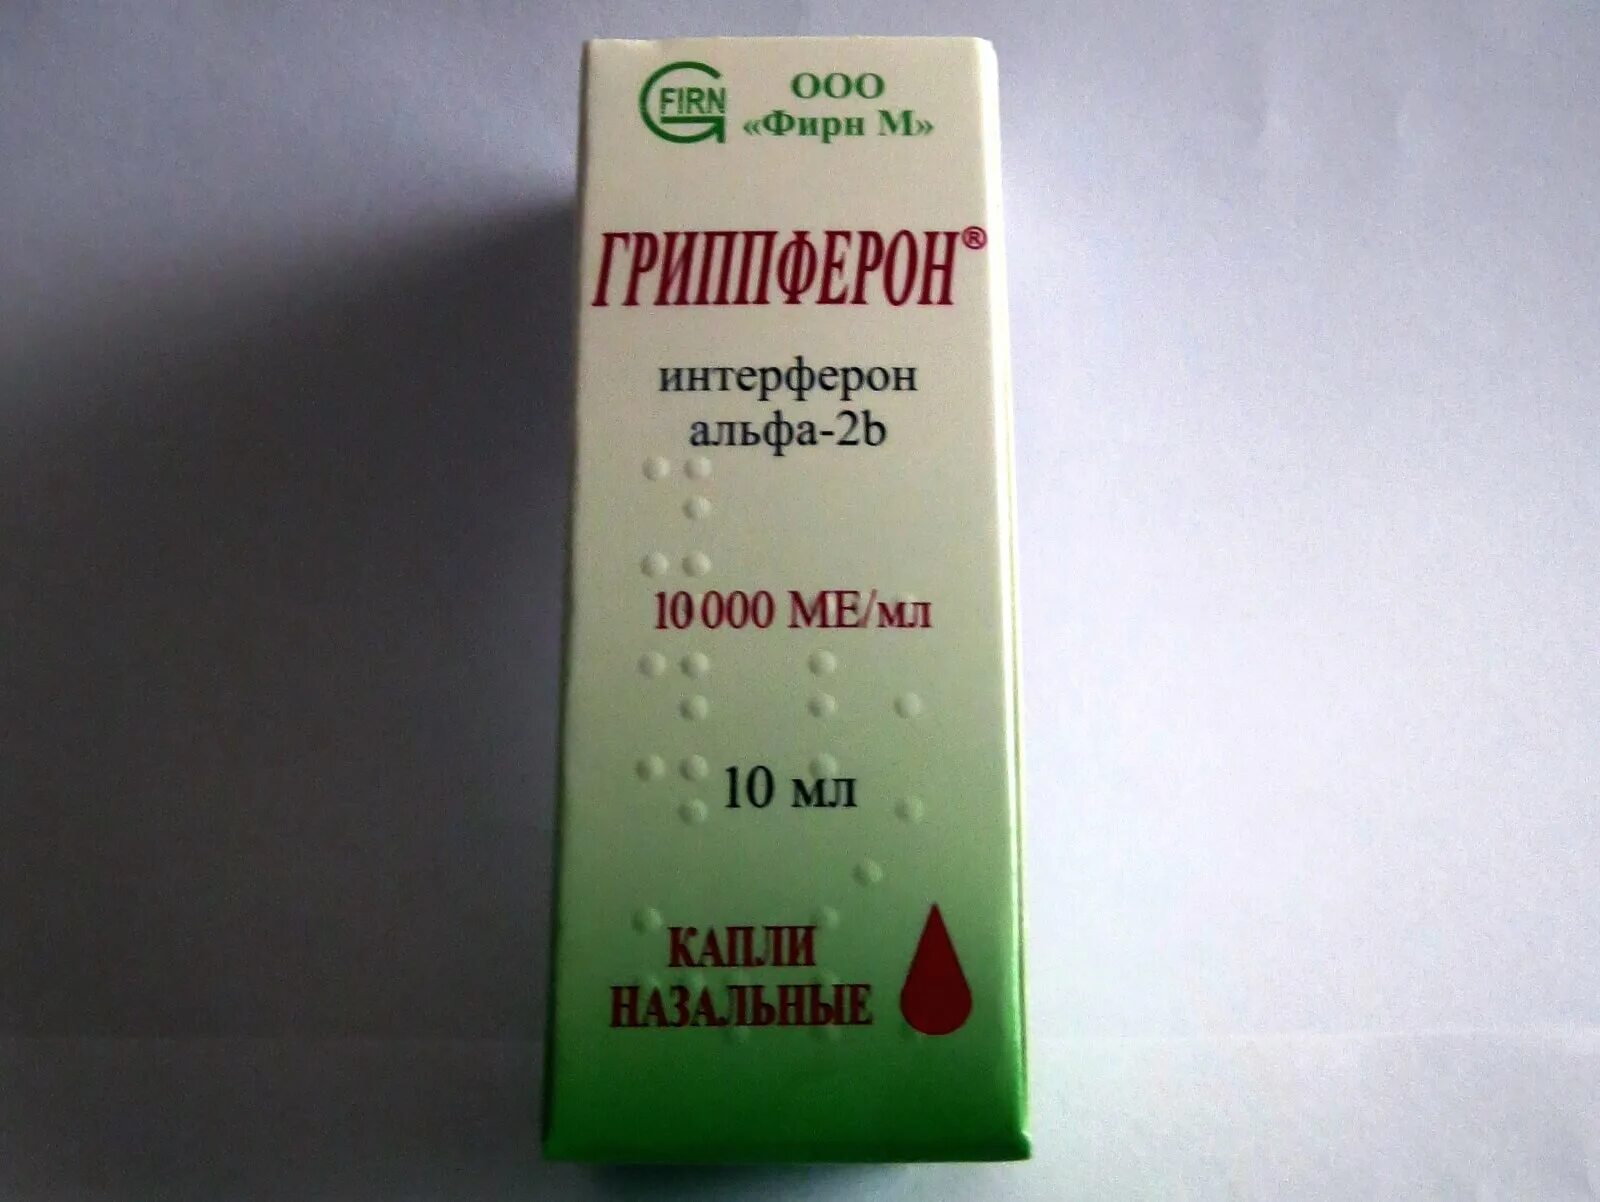 FIRN
ООО
«Фирн М»
ГРИППФЕРОН®
интерферон
альфа-2b
10 000 МЕ/мл
10 мл
КАПЛИ
НАЗАЛЬНЫЕ